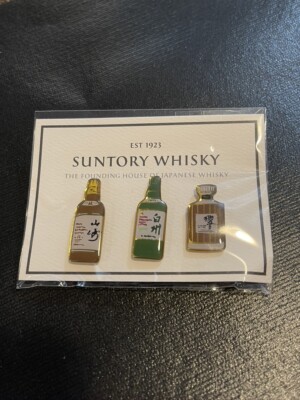 EST 1923
SUNTORY WHISKY
THE FOUNDING HOUSE OF JAPANESE WHISKY
山崎
白州
響